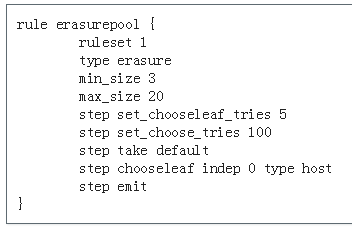 rule erasurepool {
        ruleset 1
        type erasure
        min_size 3
        max_size 20
        step set_chooseleaf_tries 5
        step set_choose_tries 100
        step take default
        step chooseleaf indep 0 type host
        step emit
}